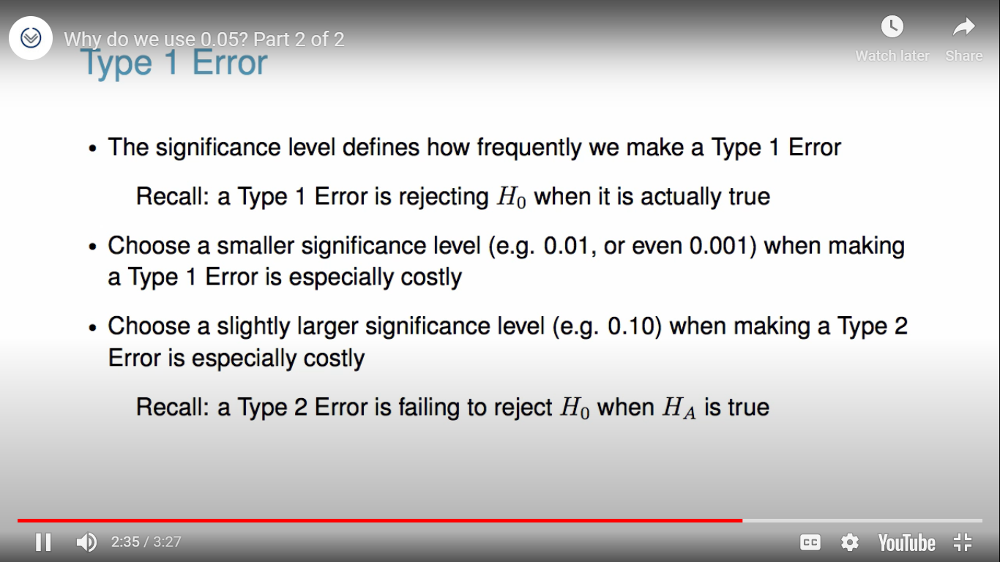 Why do we use 0.05? Part 2 of 2
Watch later
Share
Type 1 Error
• The significance level defines how frequently we make a Type 1 Error
Recall: a Type 1 Error is rejecting H₀ when it is actually true
• Choose a smaller significance level (e.g. 0.01, or even 0.001) when making
a Type 1 Error is especially costly
• Choose a slightly larger significance level (e.g. 0.10) when making a Type 2
Error is especially costly
Recall: a Type 2 Error is failing to reject H₀ when H_A is true
2:35 / 3:27
CC
YouTube